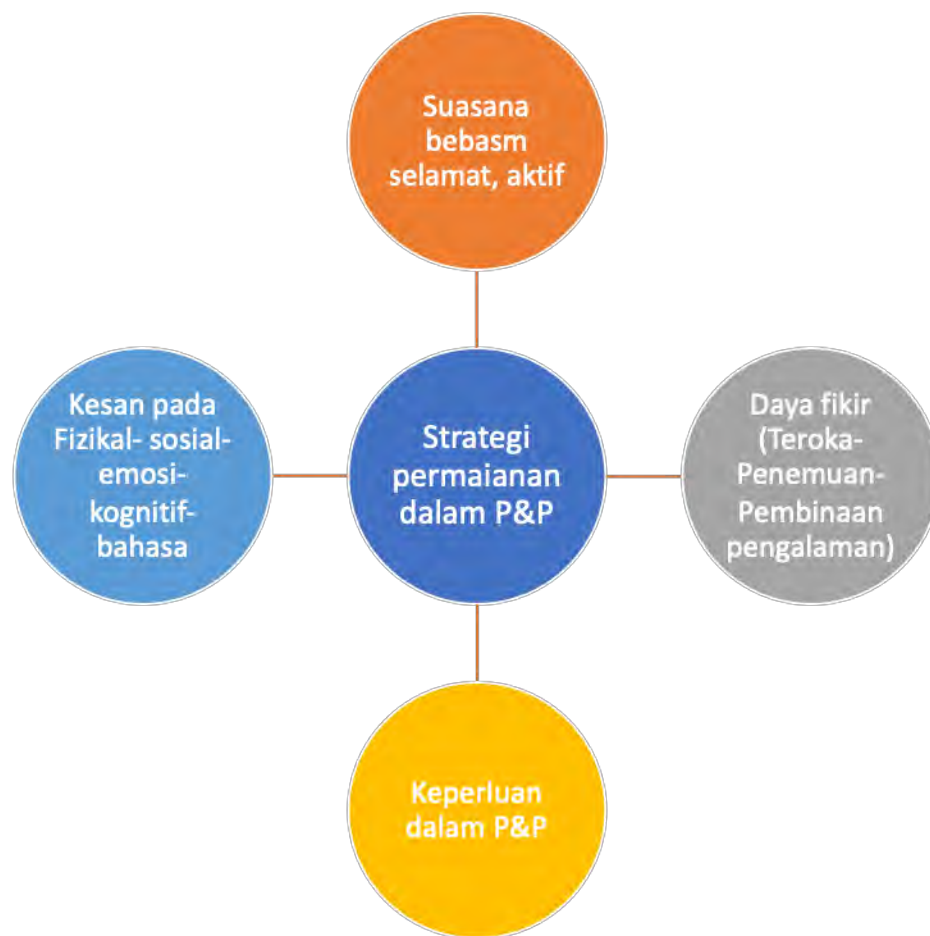 Suasana
bebasm
selamat, aktif
Kesan pada
Fizikal- sosial-
emosi-
kognitif-
bahasa
Strategi
permaianan
dalam P&P
Daya fikir
(Teroka-
Penemuan-
Pembinaan
pengalaman)
Keperluan
dalam P&P